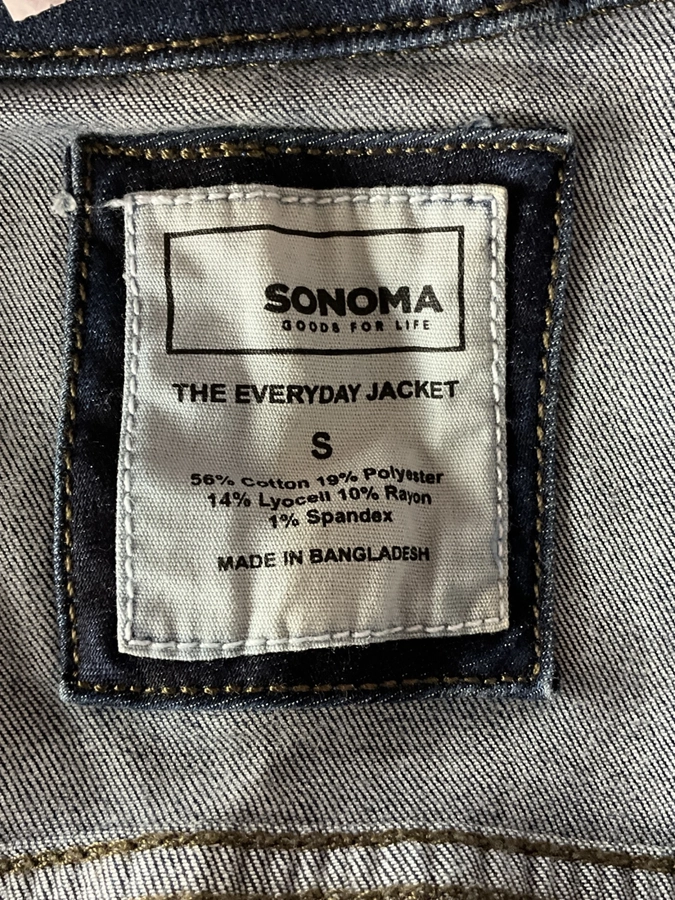 SONOMA
GOODS FOR LIFE
THE EVERYDAY JACKET
S
56% Cotton 19% Polyester
14% Lyocell 10% Rayon
1% Spandex
MADE IN BANGLADESH